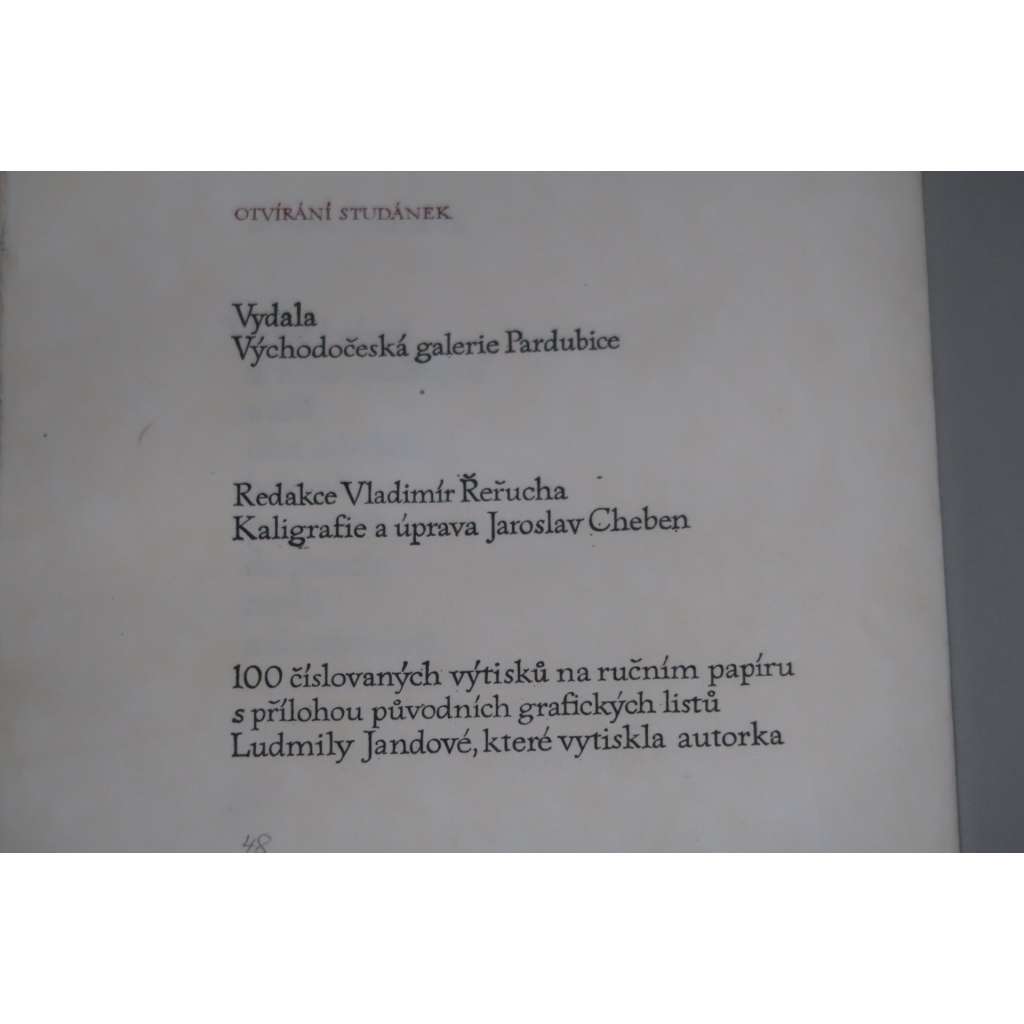 OTVÍRÁNÍ STUDÁNEK
Vydala
Východočeská galerie Pardubice
Redakce Vladimír Řeřucha
Kaligrafie a úprava Jaroslav Cheben
100 číslovaných výtisků na ručním papíru
s přílohou původních grafických listů
Ludmily Jandové, které vytiskla autorka
48